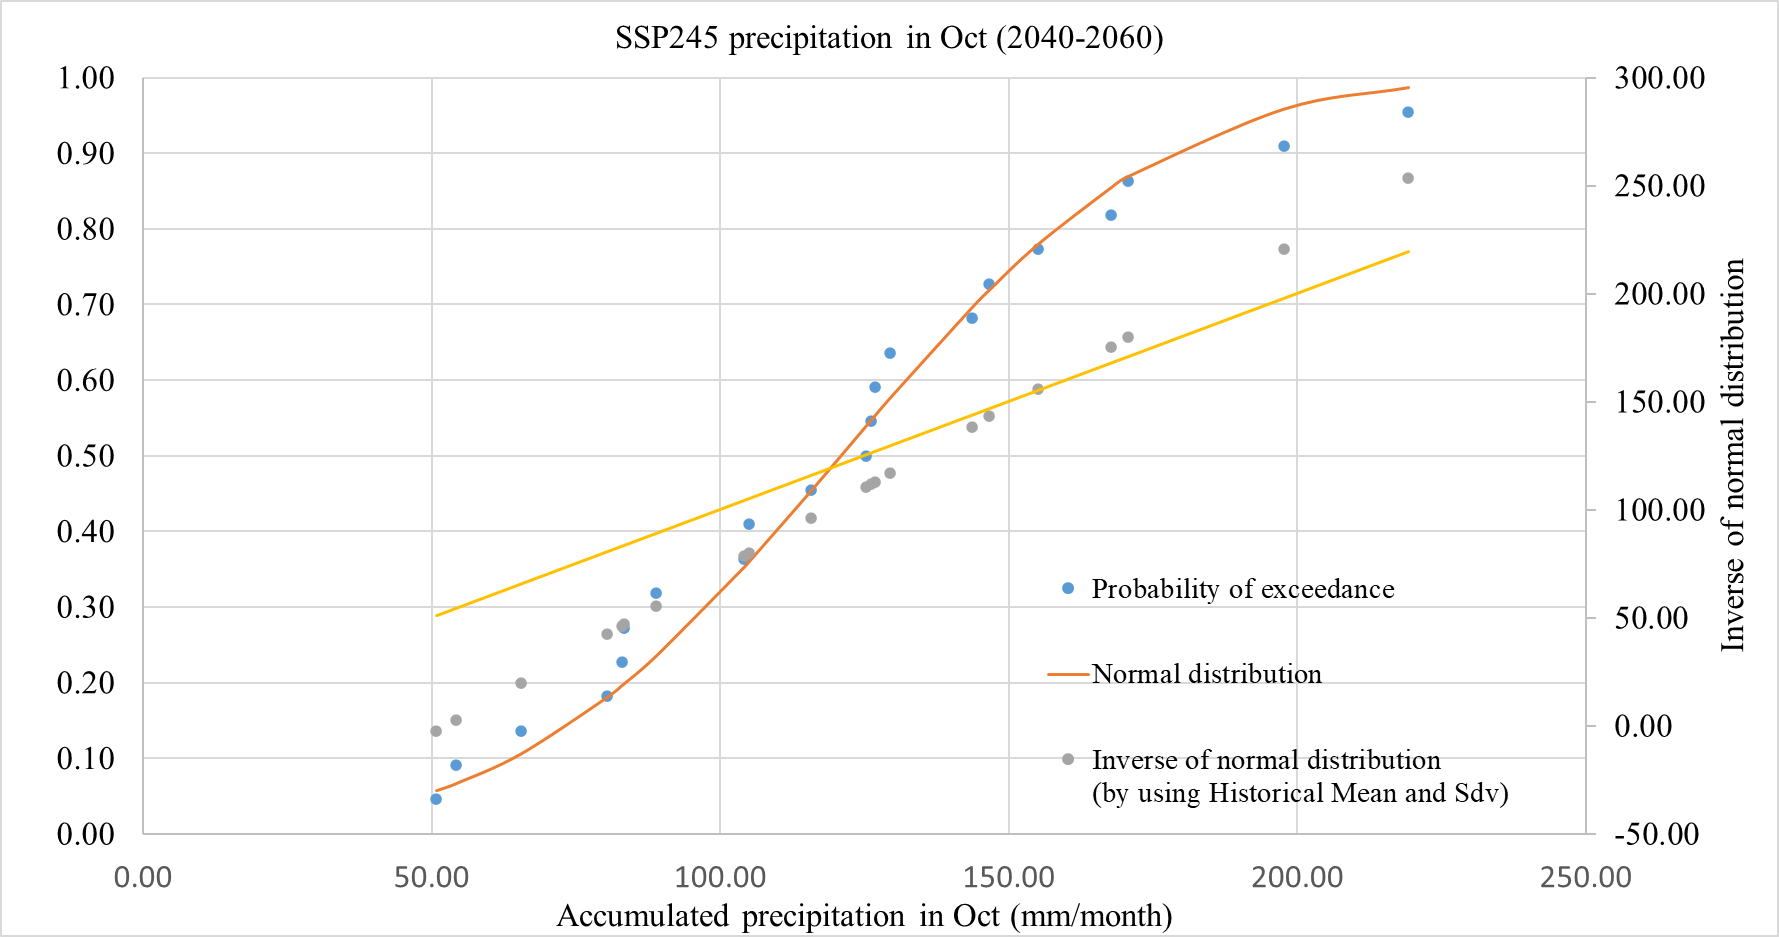 SSP245 precipitation in Oct (2040-2060)
1.00
0.90
0.80
0.70
0.60
0.50
0.40
0.30
0.20
0.10
0.00
300.00
250.00
200.00
150.00
100.00
50.00
0.00
-50.00
Inverse of normal distribution
Probability of exceedance
Normal distribution
Inverse of normal distribution
(by using Historical Mean and Sdv)
0.00 50.00 100.00 150.00 200.00 250.00
Accumulated precipitation in Oct (mm/month)